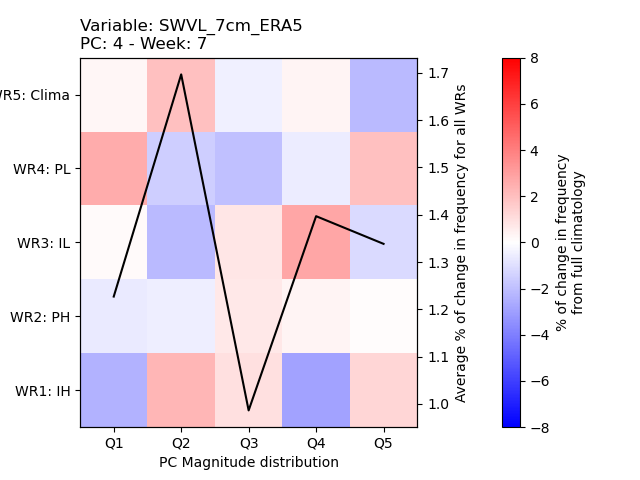 Variable: SWVL_7cm_ERA5
PC: 4 - Week: 7
WR5: Clima
WR4: PL
WR3: IL
WR2: PH
WR1: IH
Q1 Q2 Q3 Q4 Q5
PC Magnitude distribution
1.7
1.6
1.5
1.4
1.3
1.2
1.1
1.0
Average % of change in frequency for all WRs
8
6
4
2
0
−2
−4
−6
−8
% of change in frequency
from full climatology